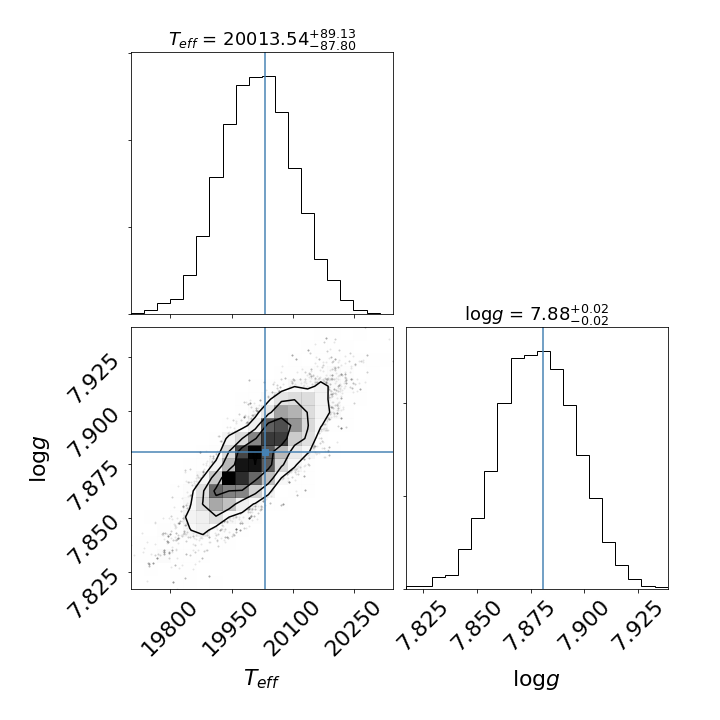 T_eff = 20013.54^{+89.13}_{−87.80}
logg = 7.88^{+0.02}_{−0.02}
logg
7.925
7.900
7.875
7.850
7.825
19800 19950 20100 20250
7.825 7.850 7.875 7.900 7.925
T_eff
logg